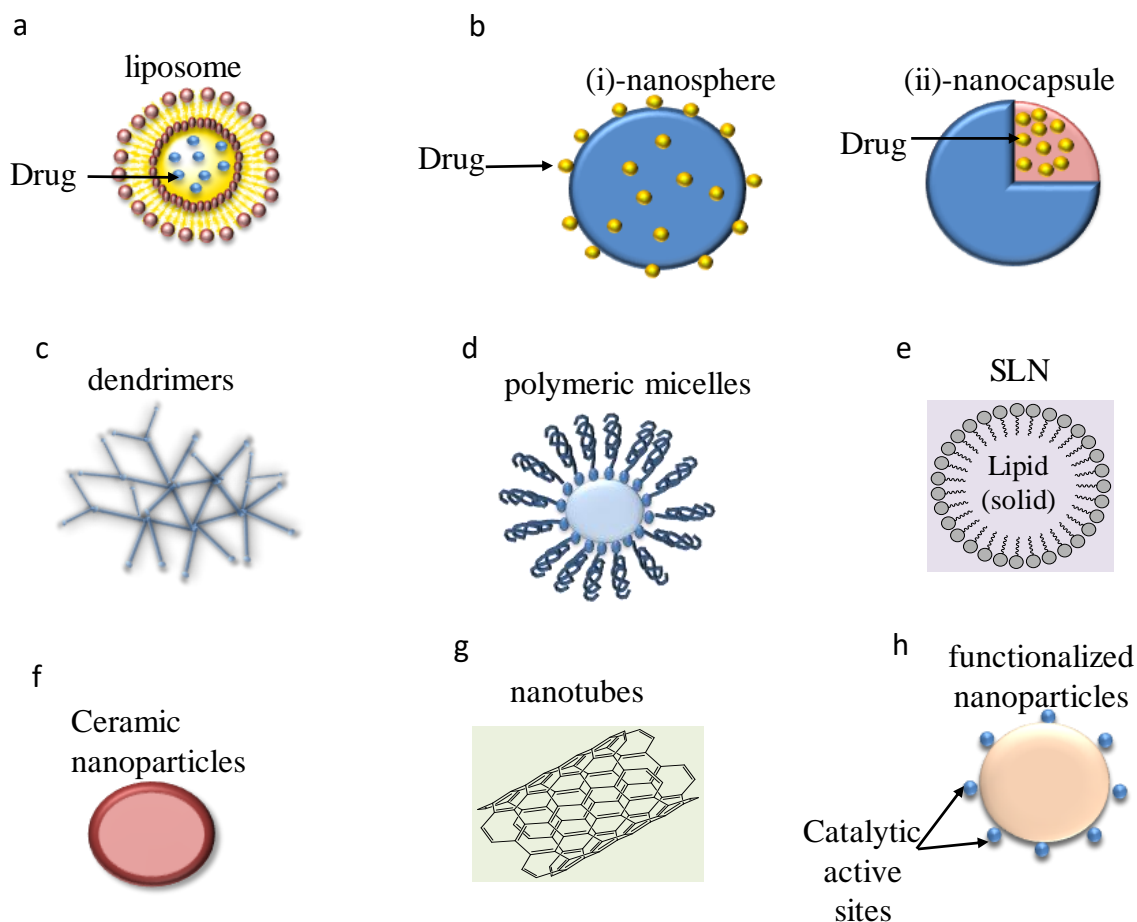 a
liposome
Drug
b
(i)-nanosphere
Drug
(ii)-nanocapsule
Drug
c
dendrimers
d
polymeric micelles
e
SLN
Lipid
(solid)
f
Ceramic
nanoparticles
g
nanotubes
h
functionalized
nanoparticles
Catalytic
active
sites